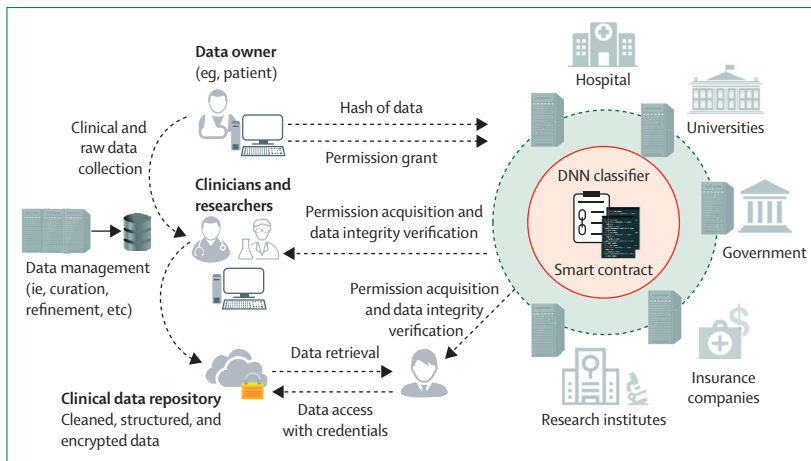 Data owner
(eg, patient)
Hospital
Universities
Hash of data
Permission grant
Clinical and
raw data
collection
DNN classifier
Smart contract
Clinicians and
researchers
Permission acquisition and
data integrity verification
Government
Data management
(ie, curation,
refinement, etc)
Permission acquisition
and data integrity
verification
Data retrieval
Data access
with credentials
Clinical data repository
Cleaned, structured, and
encrypted data
Research institutes
Insurance
companies